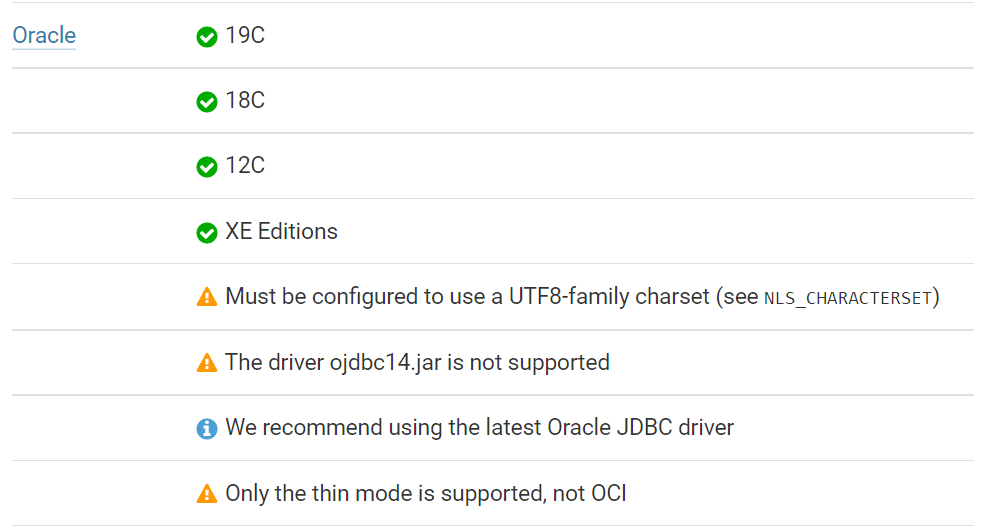 Oracle 19C
18C
12C
XE Editions
Must be configured to use a UTF8-family charset (see NLS_CHARACTERSET)
The driver ojdbc14.jar is not supported
We recommend using the latest Oracle JDBC driver
Only the thin mode is supported, not OCI